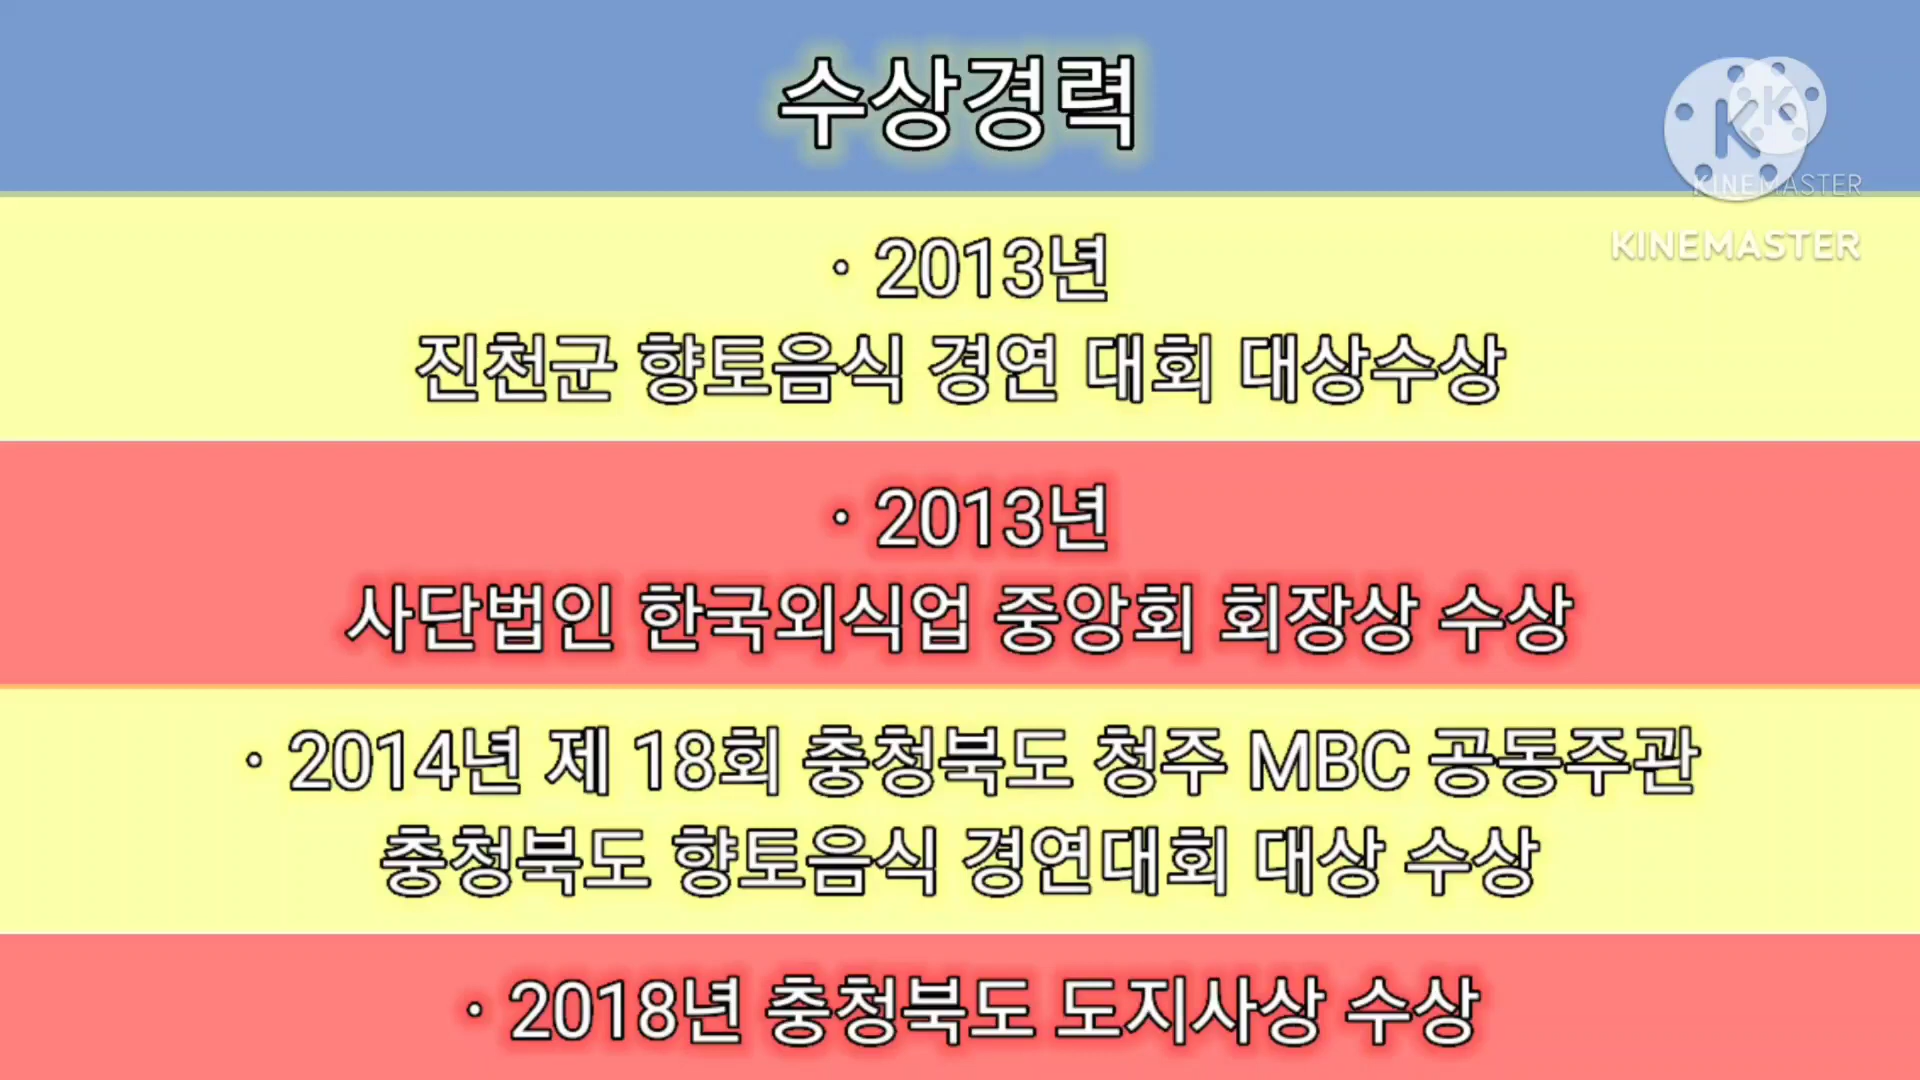 수상경력
K
K
KINEMASTER
KINEMASTER
· 2013년
진천군 향토음식 경연 대회 대상수상
· 2013년
사단법인 한국외식업 중앙회 회장상 수상
· 2014년 제 18회 충청북도 청주 MBC 공동주관
충청북도 향토음식 경연대회 대상 수상
· 2018년 충청북도 도지사상 수상